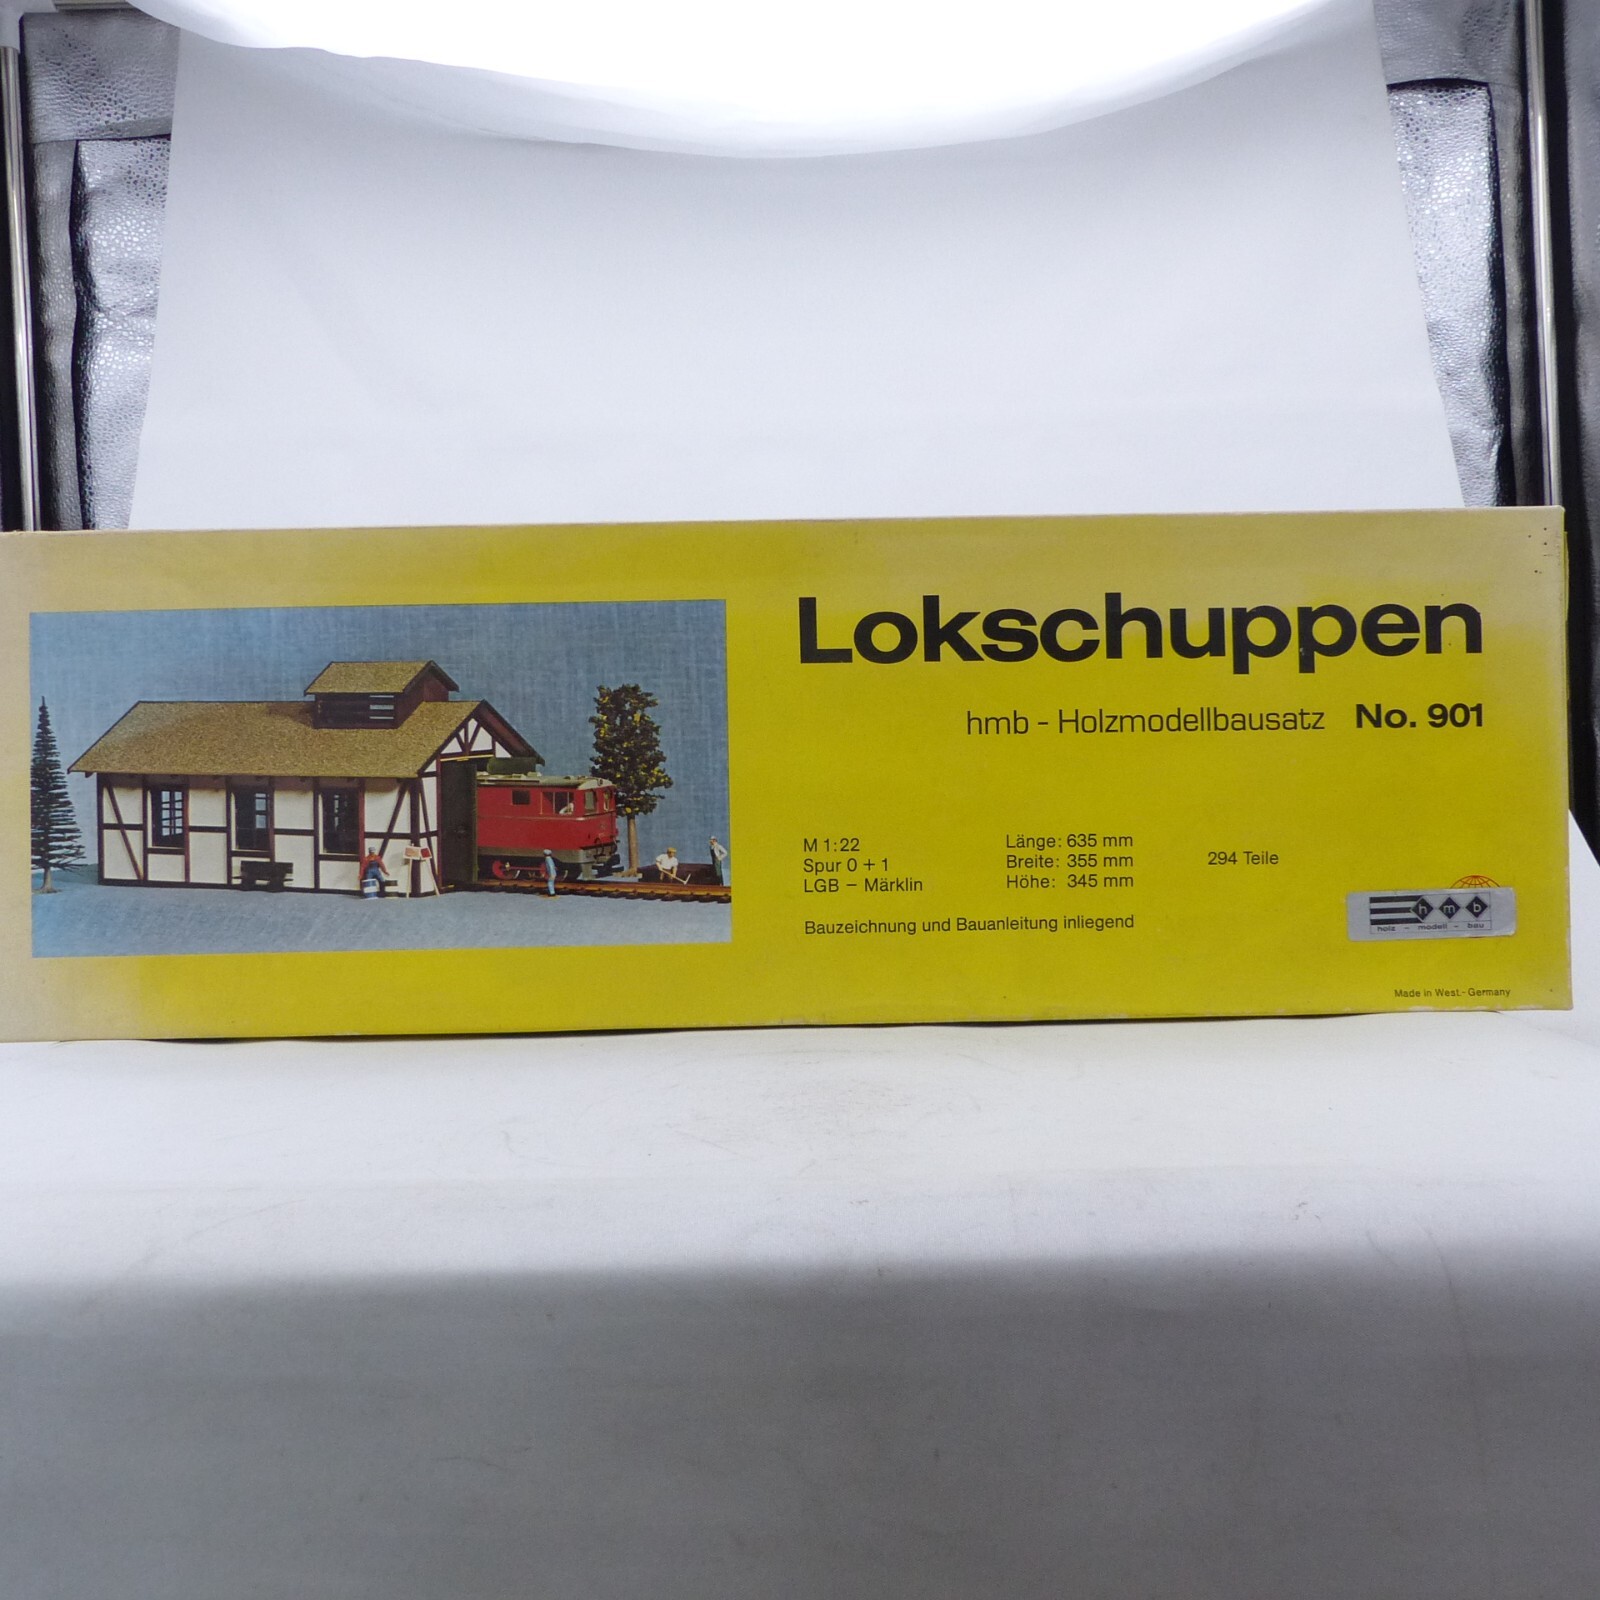 Lokschuppen
hmb - Holzmodellbausatz No. 901
M 1:22
Spur 0 + 1
LGB - Märklin
Länge: 635 mm
Breite: 355 mm
Höhe: 345 mm
294 Teile
Bauzeichnung und Bauanleitung inliegend
h m b
holz - modell - bau
Made in West.-Germany